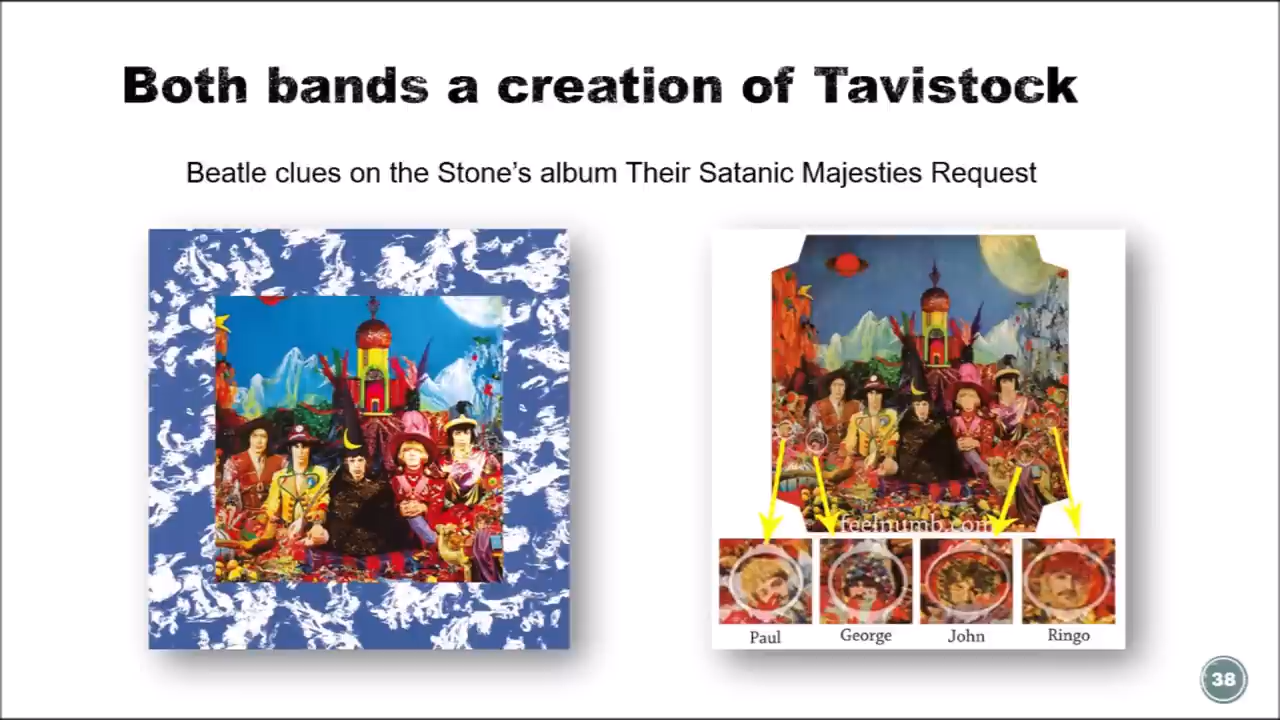 Both bands a creation of Tavistock
Beatle clues on the Stone’s album Their Satanic Majesties Request
feelnumb.com
Paul
George
John
Ringo
38